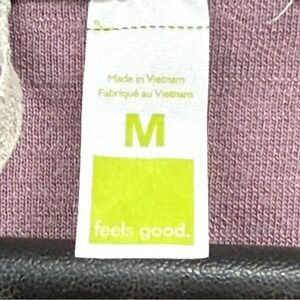 Made in Vietnam
Fabriqué au Vietnam
M
feels good.